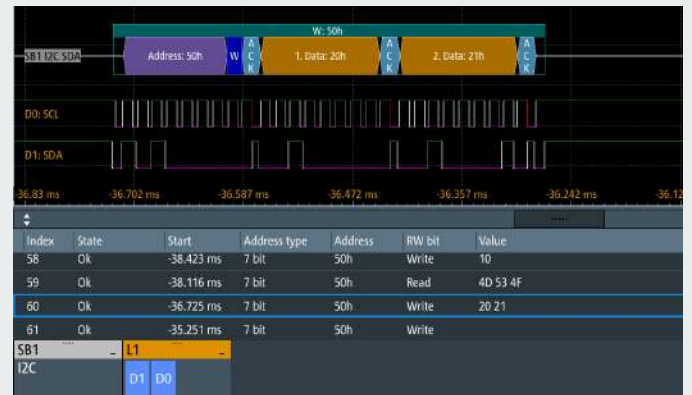 W: 50h
SB1 I2C SDA
Address: 50h W ACK 1. Data: 20h ACK 2. Data: 21h ACK
D0: SCL
D1: SDA
-36.83 ms -36.702 ms -36.587 ms -36.472 ms -36.357 ms -36.242 ms -36.12
Index State Start Address type Address RW bit Value
58 Ok -38.423 ms 7 bit 50h Write 10
59 Ok -38.116 ms 7 bit 50h Read 4D 53 4F
60 Ok -36.725 ms 7 bit 50h Write 20 21
61 Ok -35.251 ms 7 bit 50h Write
SB1 L1
I2C
D1 D0